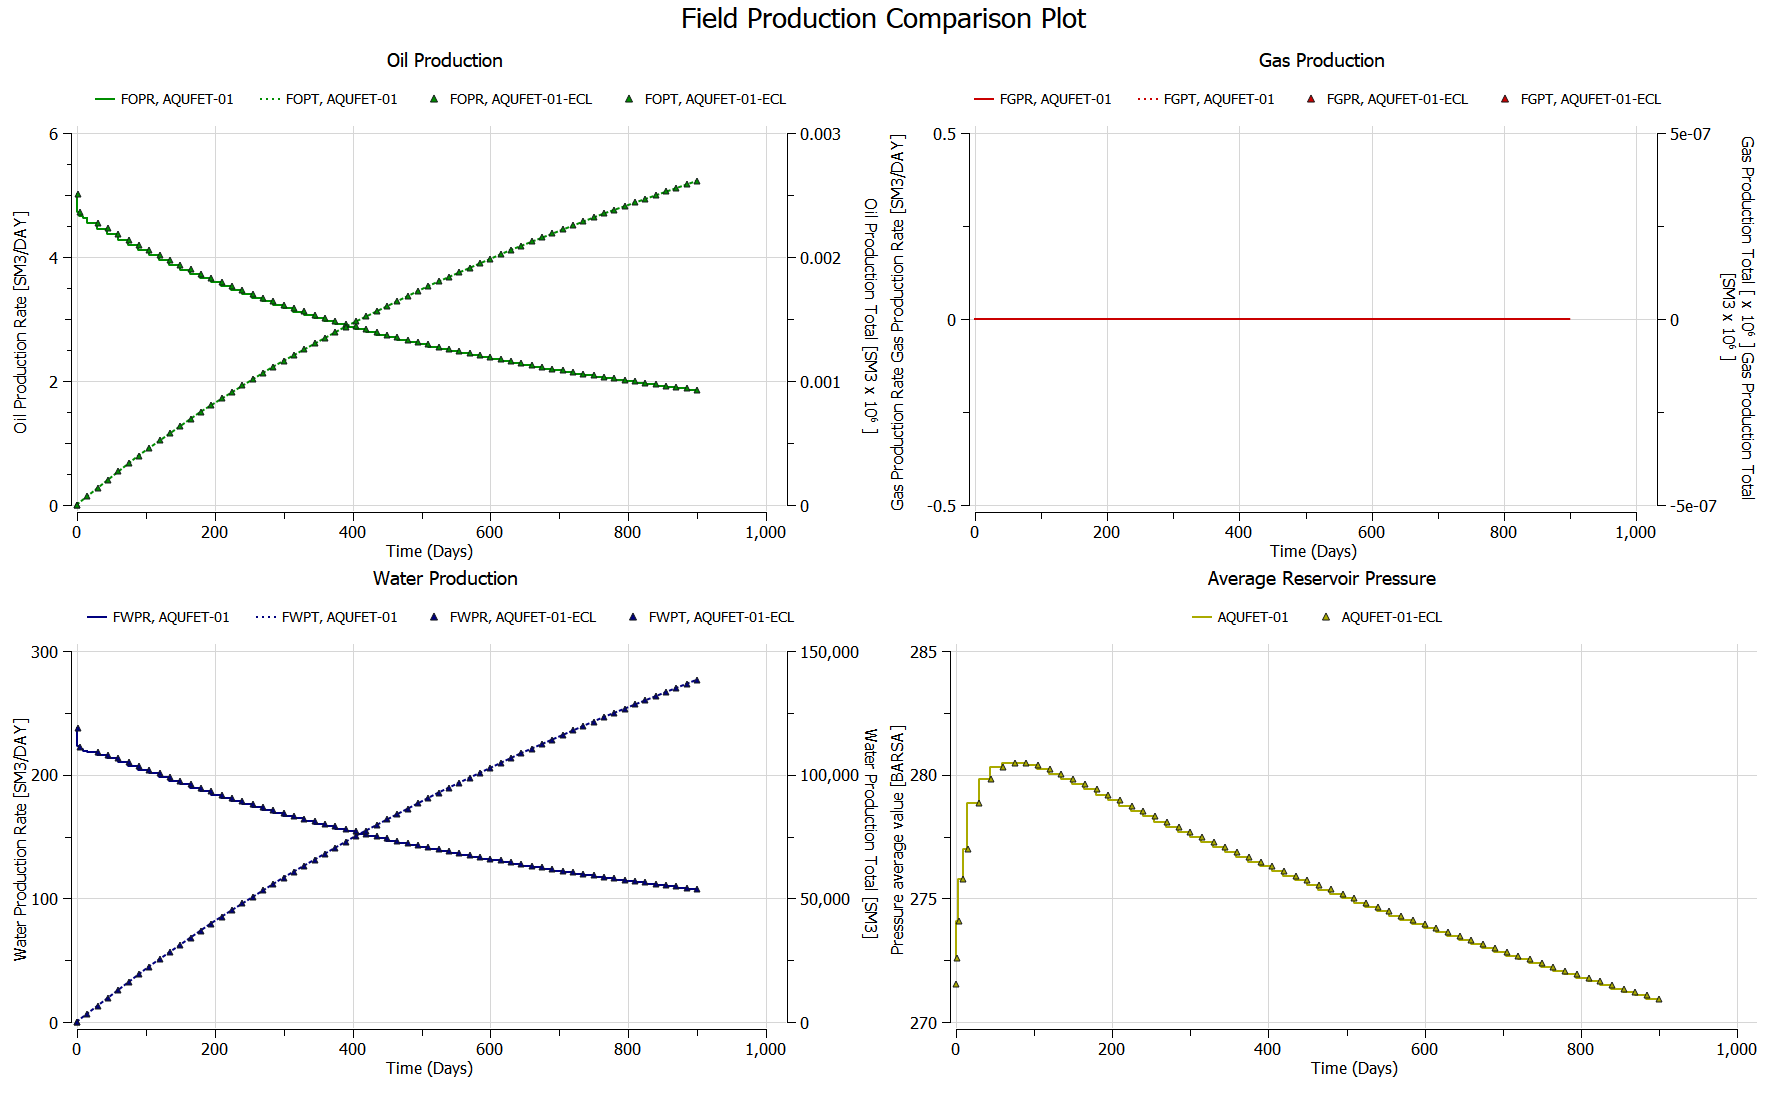 Field Production Comparison Plot
Oil Production
FOPR, AQUFET-01
FOPT, AQUFET-01
FOPR, AQUFET-01-ECL
FOPT, AQUFET-01-ECL
6
4
2
0
Oil Production Rate [SM3/DAY]
0.003
0.002
0.001
0
Oil Production Total [SM3 x 10⁶ ]
0 200 400 600 800 1,000
Time (Days)
Gas Production
FGPR, AQUFET-01
FGPT, AQUFET-01
FGPR, AQUFET-01-ECL
FGPT, AQUFET-01-ECL
0.5
0
-0.5
Gas Production Rate Gas Production Rate [SM3/DAY]
5e-07
0
-5e-07
Gas Production Total [ x 10⁶ ] Gas Production Total
[SM3 x 10⁶ ]
0 200 400 600 800 1,000
Time (Days)
Water Production
FWPR, AQUFET-01
FWPT, AQUFET-01
FWPR, AQUFET-01-ECL
FWPT, AQUFET-01-ECL
300
200
100
0
Water Production Rate [SM3/DAY]
150,000
100,000
50,000
0
Water Production Total [SM3]
0 200 400 600 800 1,000
Time (Days)
Average Reservoir Pressure
AQUFET-01
AQUFET-01-ECL
285
280
275
270
Pressure average value [BARSA]
0 200 400 600 800 1,000
Time (Days)